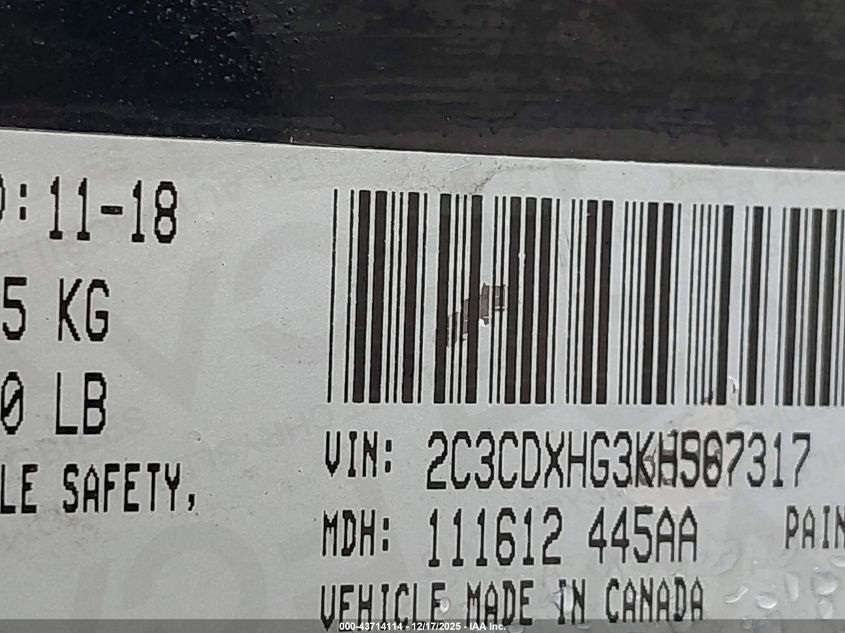 ): 11-18
5 KG
0 LB
LE SAFETY,
VIN: 2C3CDXHG3KH507317
MDH: 111612 445AA PAIN
VEHICLE MADE IN CANADA
000-43714114 - 12/17/2025 - IAA Inc.